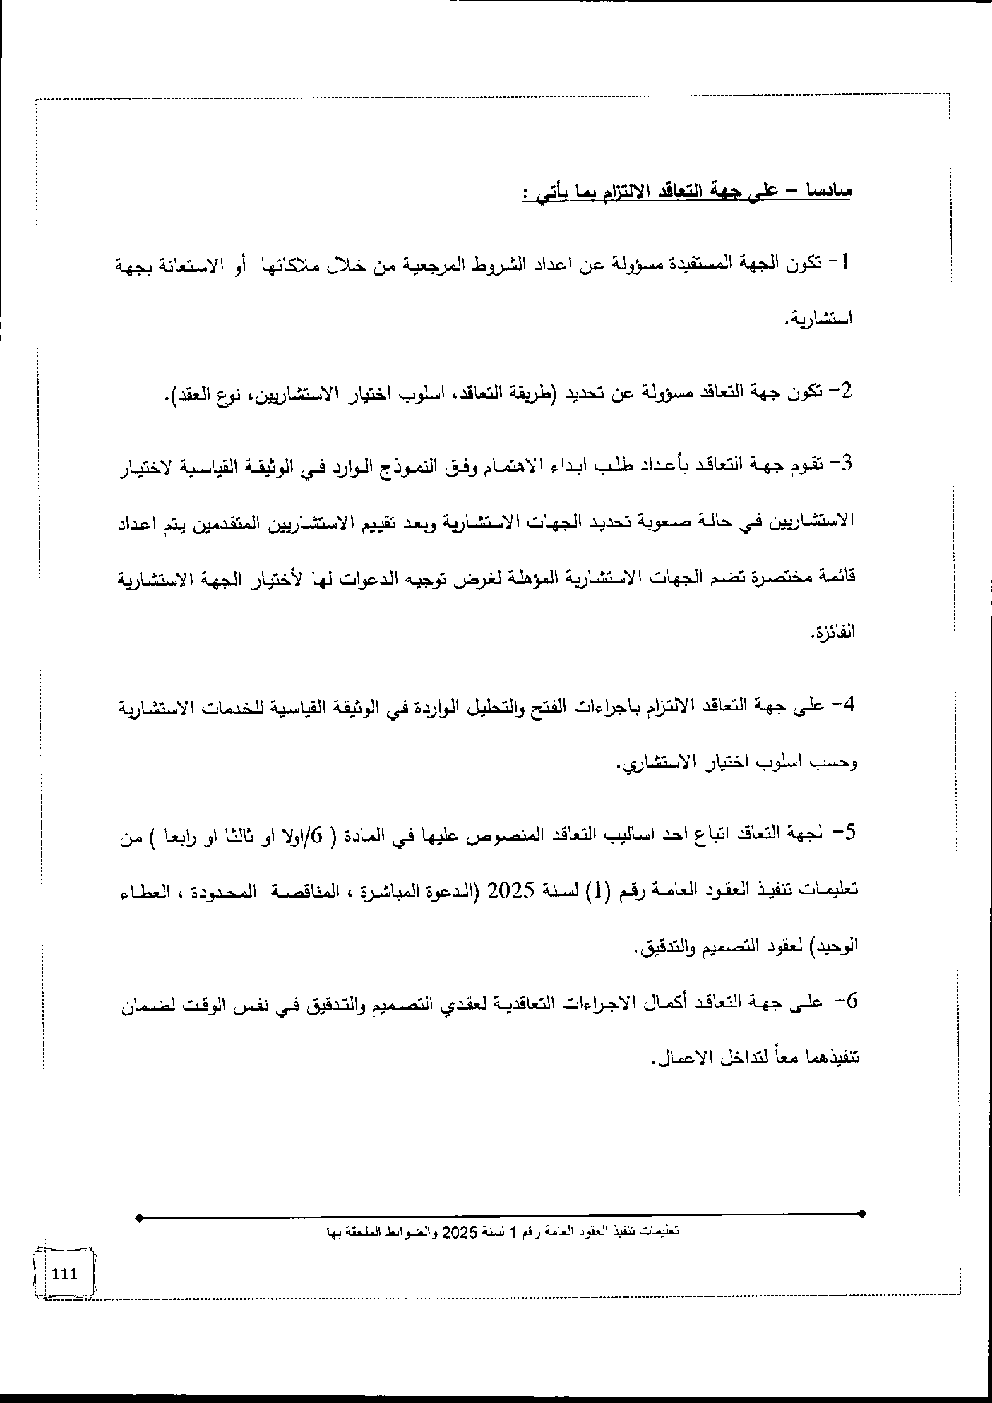 سادسا – على جهة التعاقد الالتزام بما يأتي :
1- تكون الجهة المستفيدة مسؤولة عن اعداد الشروط المرجعية من خلال ملاكاتها أو الاستعانة بجهة
استشارية.
2- تكون جهة التعاقد مسؤولة عن تحديد (طريقة التعاقد، اسلوب اختيار الاستشاريين، نوع العقد).
3- تقوم جهة التعاقد بأعداد طلب ابداء الاهتمام وفق النموذج الوارد في الوثيقة القياسية لاختيار
الاستشاريين في حالة صعوبة تحديد الجهات الاستشارية وبعد تقييم الاستشاريين المتقدمين يتم اعداد
قائمة مختصرة تضم الجهات الاستشارية المؤهلة لغرض توجيه الدعوات لها لأختيار الجهة الاستشارية
الفائزة.
4- على جهة التعاقد الالتزام باجراءات الفتح والتحليل الواردة في الوثيقة القياسية للخدمات الاستشارية
وحسب اسلوب اختيار الاستشاري.
5- لجهة التعاقد اتباع احد اساليب التعاقد المنصوص عليها في المادة ( 6/اولا او ثالثا او رابعا ) من
تعليمات تنفيذ العقود العامة رقم (1) لسنة 2025 (الدعوة المباشرة ، المناقصة المحدودة ، العطاء
الوحيد) لعقود التصميم والتدقيق.
6- على جهة التعاقد أكمال الاجراءات التعاقدية لعقدي التصميم والتدقيق في نفس الوقت لضمان
تنفيذهما معاً لتداخل الاعمال.
تعليمات تنفيذ العقود العامة رقم 1 لسنة 2025 والضوابط الملحقة بها
111